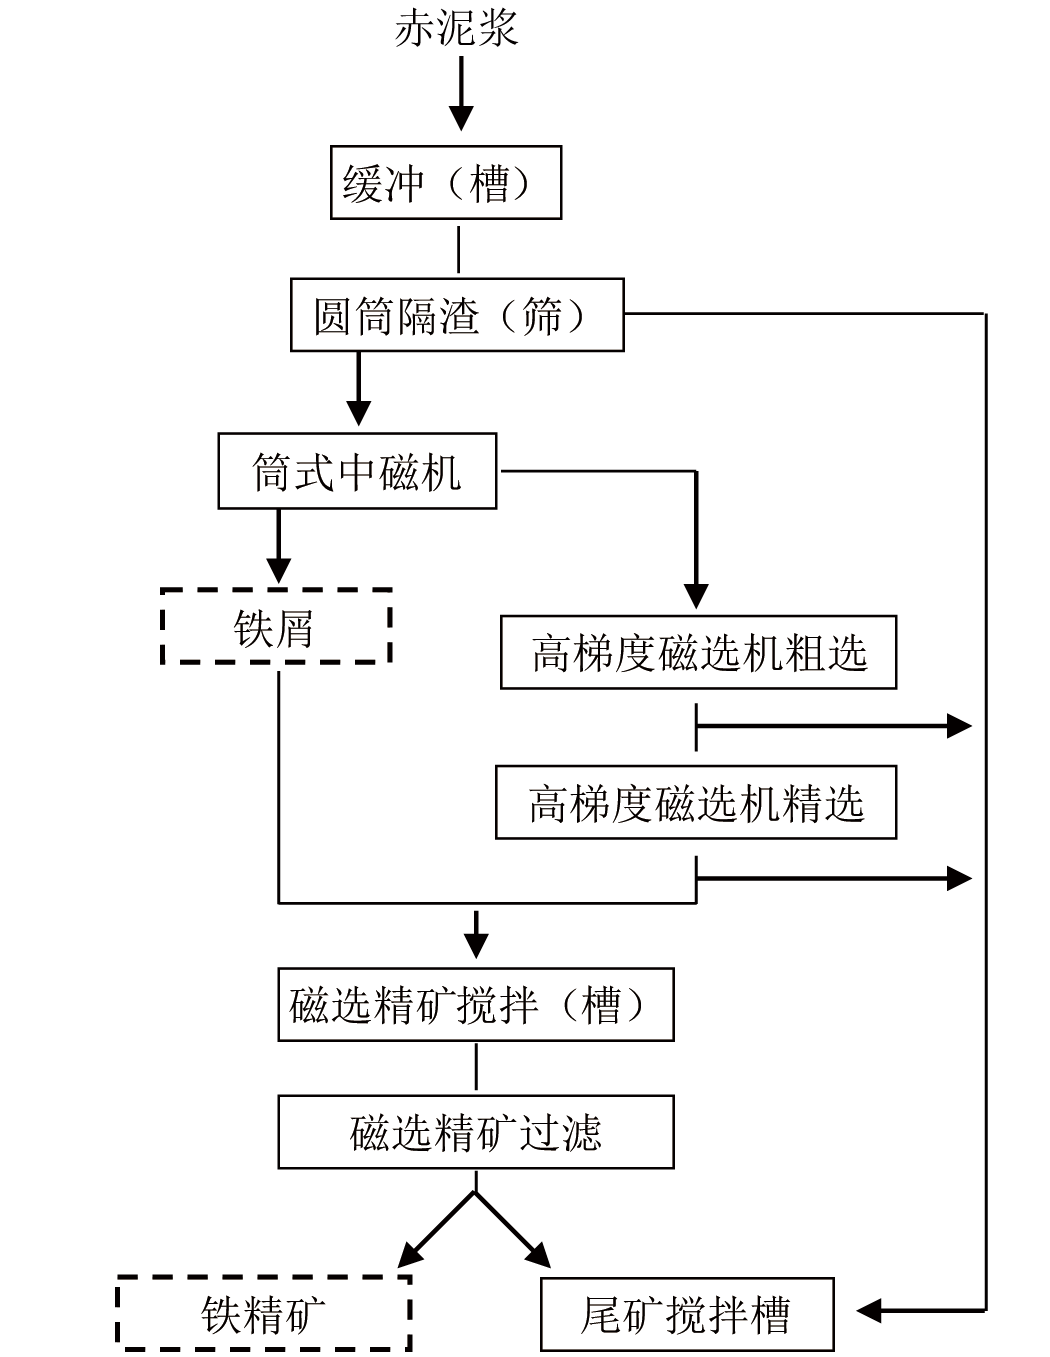 赤泥浆
缓冲（槽）
圆筒隔渣（筛）
筒式中磁机
铁屑
高梯度磁选机粗选
高梯度磁选机精选
磁选精矿搅拌（槽）
磁选精矿过滤
铁精矿
尾矿搅拌槽